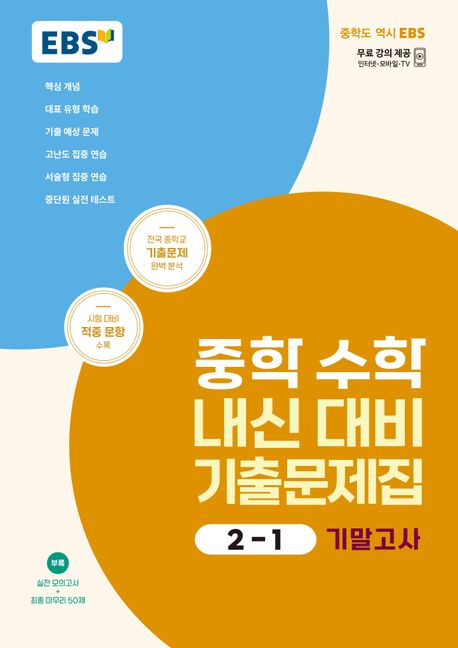 EBS
중학도 역시 EBS
무료 강의 제공
인터넷·모바일·TV
핵심 개념
대표 유형 학습
기출 예상 문제
고난도 집중 연습
서술형 집중 연습
중단원 실전 테스트
전국 중학교
기출문제
완벽 분석
시험 대비
적중 문항
수록
중학 수학
내신 대비
기출문제집
2-1
기말고사
부록
실전 모의고사
+
최종 마무리 50제